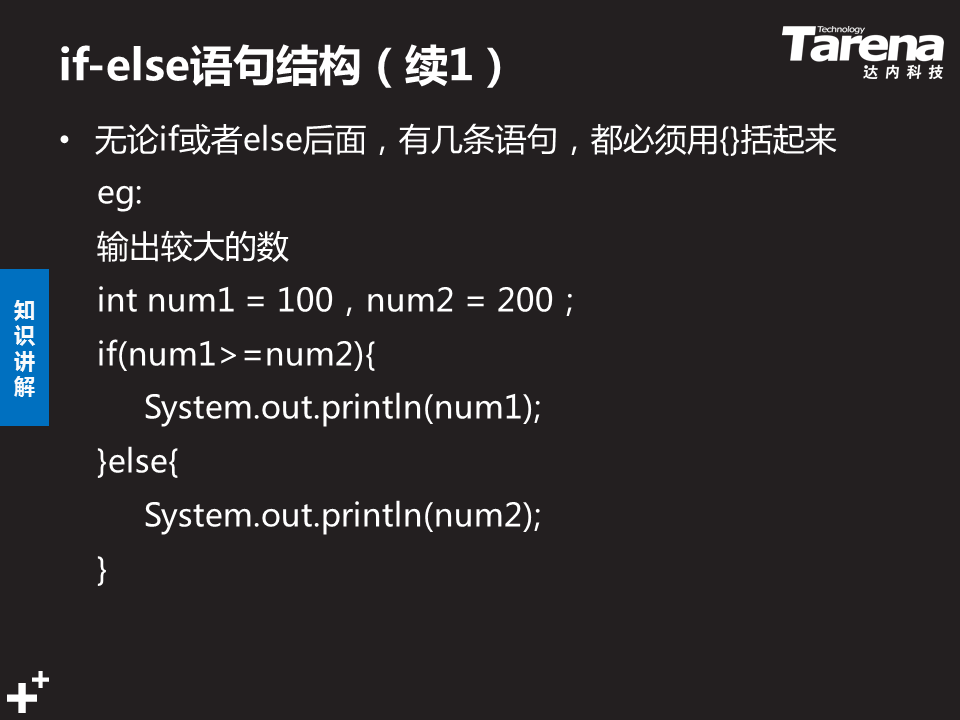 if-else语句结构（续1）
Technology
Tarena
达内科技
• 无论if或者else后面，有几条语句，都必须用{}括起来
eg:
输出较大的数
int num1 = 100，num2 = 200；
if(num1>=num2){
System.out.println(num1);
}else{
System.out.println(num2);
}
知识讲解